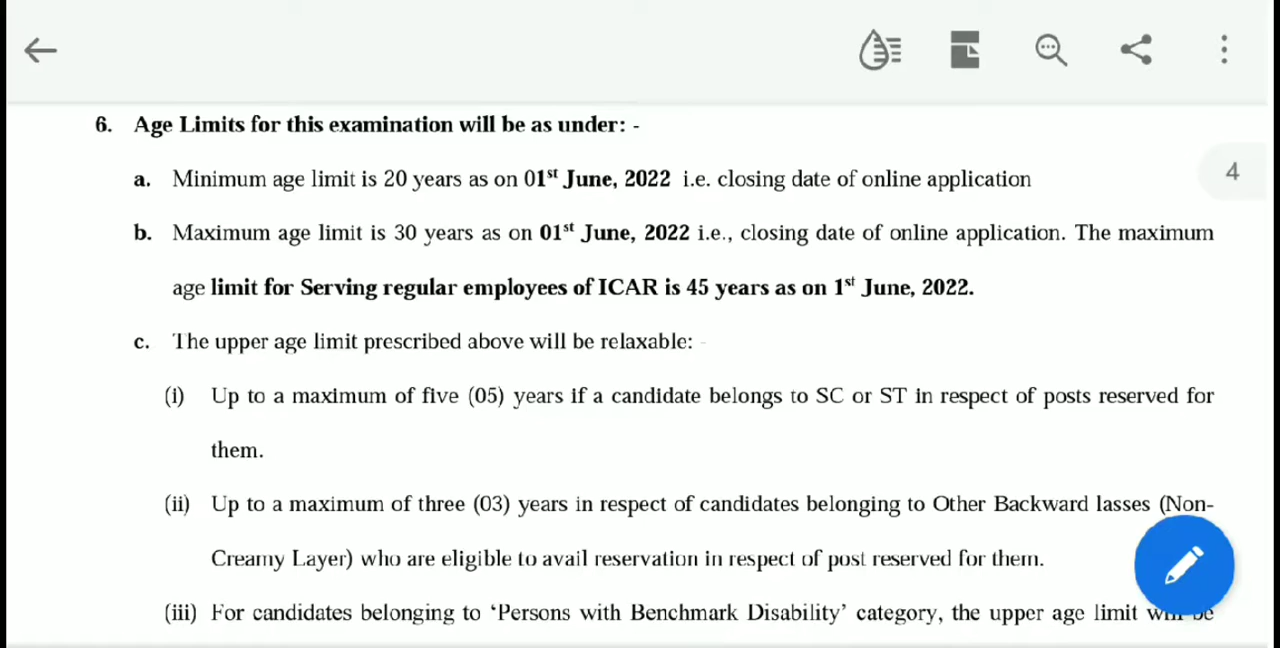 6. Age Limits for this examination will be as under: -
4
a. Minimum age limit is 20 years as on 01st June, 2022 i.e. closing date of online application
b. Maximum age limit is 30 years as on 01st June, 2022 i.e., closing date of online application. The maximum
age limit for Serving regular employees of ICAR is 45 years as on 1st June, 2022.
c. The upper age limit prescribed above will be relaxable: -
(i) Up to a maximum of five (05) years if a candidate belongs to SC or ST in respect of posts reserved for
them.
(ii) Up to a maximum of three (03) years in respect of candidates belonging to Other Backward lasses (Non-
Creamy Layer) who are eligible to avail reservation in respect of post reserved for them.
(iii) For candidates belonging to ‘Persons with Benchmark Disability’ category, the upper age limit will be